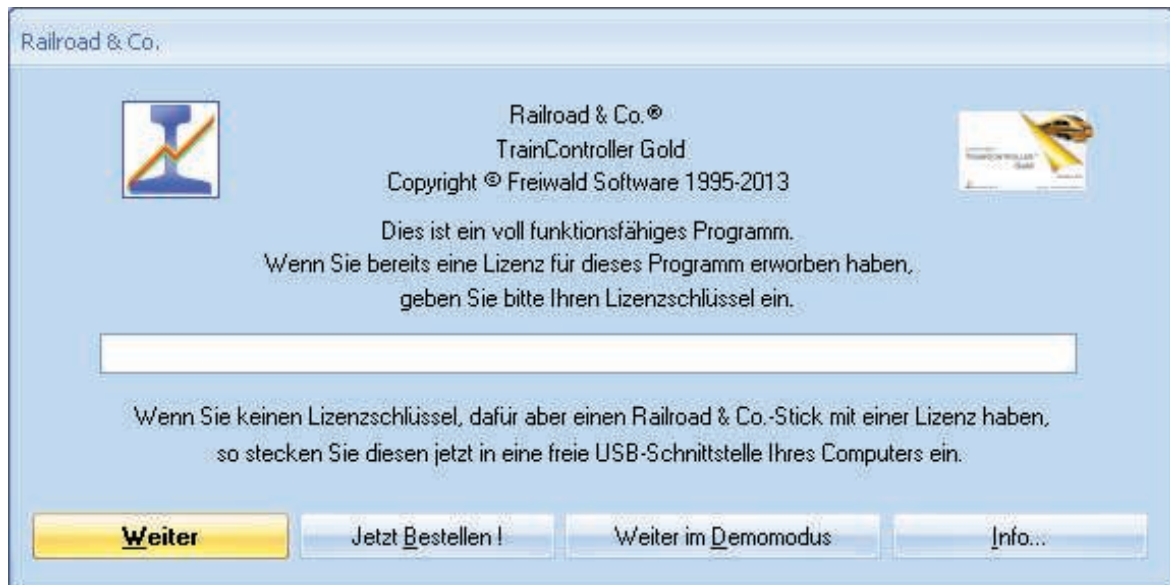 Railroad & Co.
Railroad & Co.®
TrainController Gold
Copyright © Freiwald Software 1995-2013
TRAINCONTROLLER™
Gold
Dies ist ein voll funktionsfähiges Programm.
Wenn Sie bereits eine Lizenz für dieses Programm erworben haben,
geben Sie bitte Ihren Lizenzschlüssel ein.
Wenn Sie keinen Lizenzschlüssel, dafür aber einen Railroad & Co.-Stick mit einer Lizenz haben,
so stecken Sie diesen jetzt in eine freie USB-Schnittstelle Ihres Computers ein.
Weiter
Jetzt Bestellen !
Weiter im Demomodus
Info...